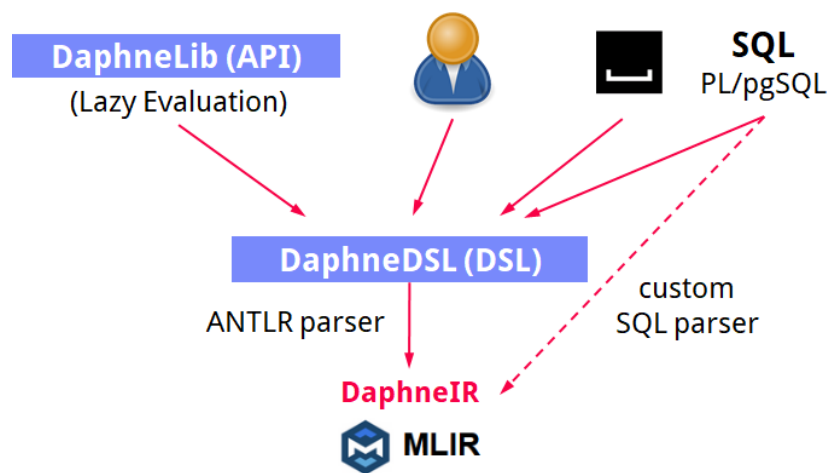 DaphneLib (API)
(Lazy Evaluation)
SQL
PL/pgSQL
DaphneDSL (DSL)
ANTLR parser
custom
SQL parser
DaphneIR
MLIR